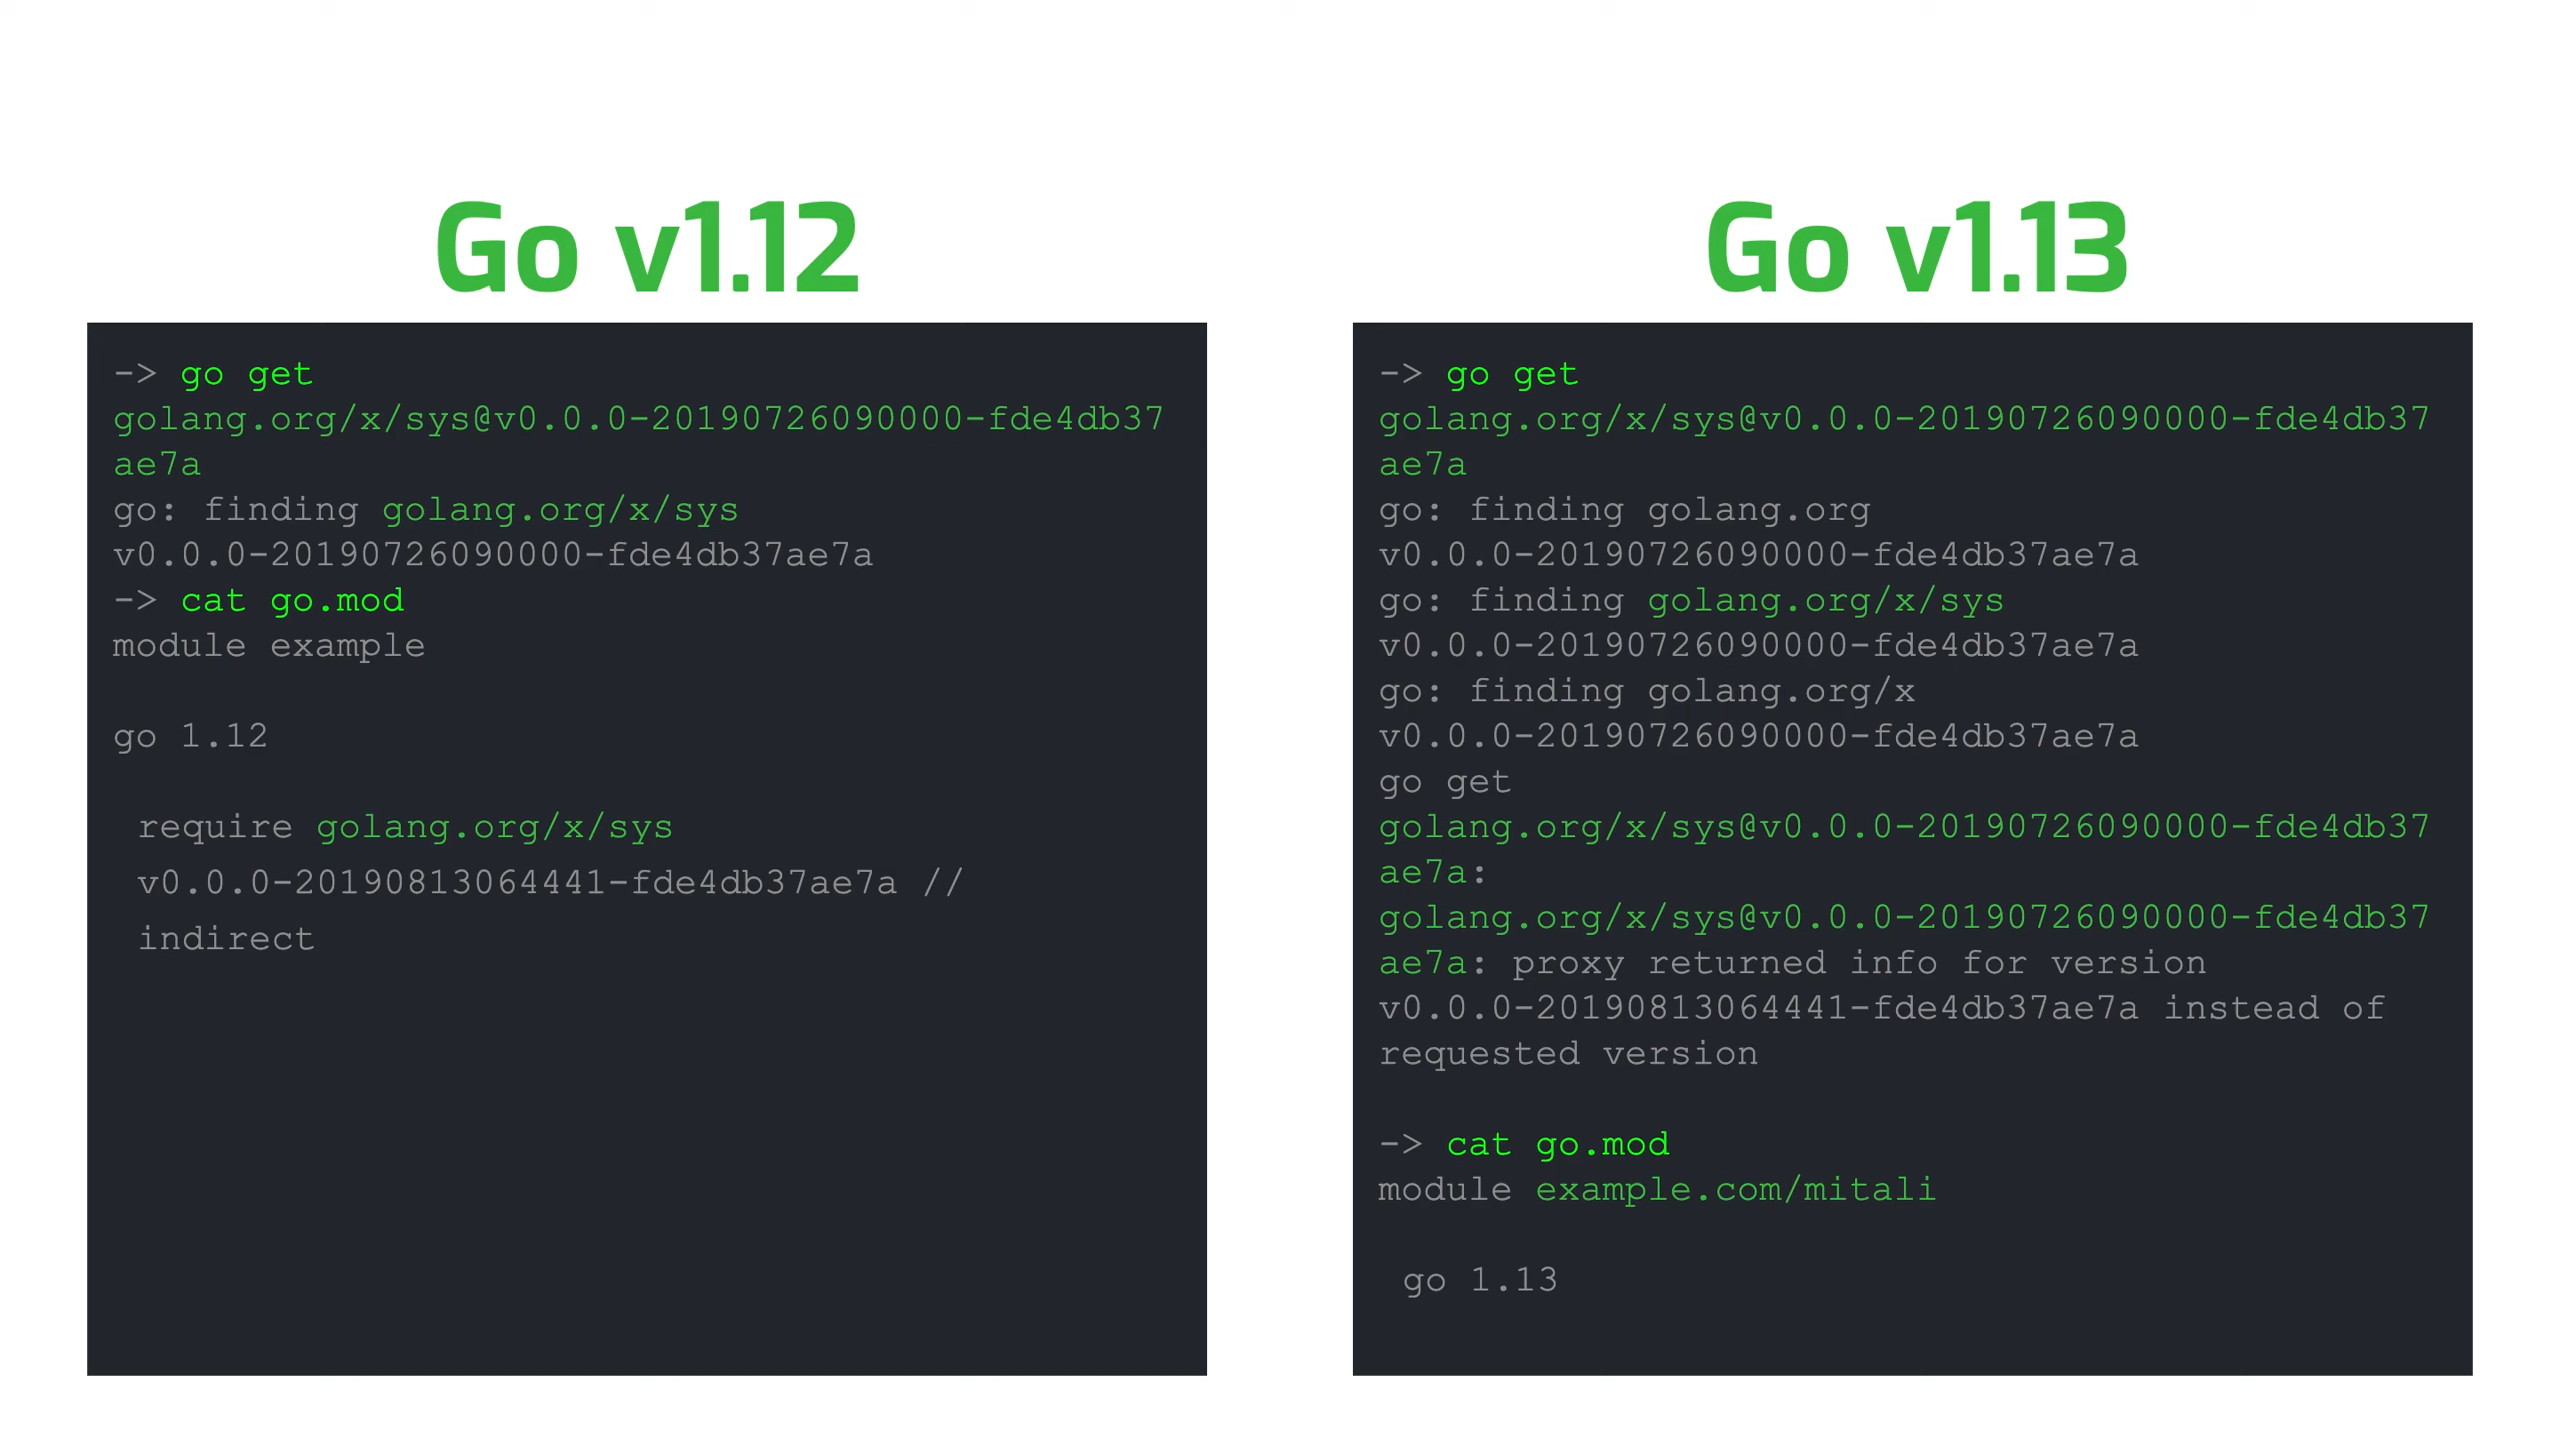 Go v1.12
-> go get
golang.org/x/sys@v0.0.0-20190726090000-fde4db37
ae7a
go: finding golang.org/x/sys
v0.0.0-20190726090000-fde4db37ae7a
-> cat go.mod
module example
go 1.12
require golang.org/x/sys
v0.0.0-20190813064441-fde4db37ae7a //
indirect
Go v1.13
-> go get
golang.org/x/sys@v0.0.0-20190726090000-fde4db37
ae7a
go: finding golang.org
v0.0.0-20190726090000-fde4db37ae7a
go: finding golang.org/x/sys
v0.0.0-20190726090000-fde4db37ae7a
go: finding golang.org/x
v0.0.0-20190726090000-fde4db37ae7a
go get
golang.org/x/sys@v0.0.0-20190726090000-fde4db37
ae7a:
golang.org/x/sys@v0.0.0-20190726090000-fde4db37
ae7a: proxy returned info for version
v0.0.0-20190813064441-fde4db37ae7a instead of
requested version
-> cat go.mod
module example.com/mitali
go 1.13